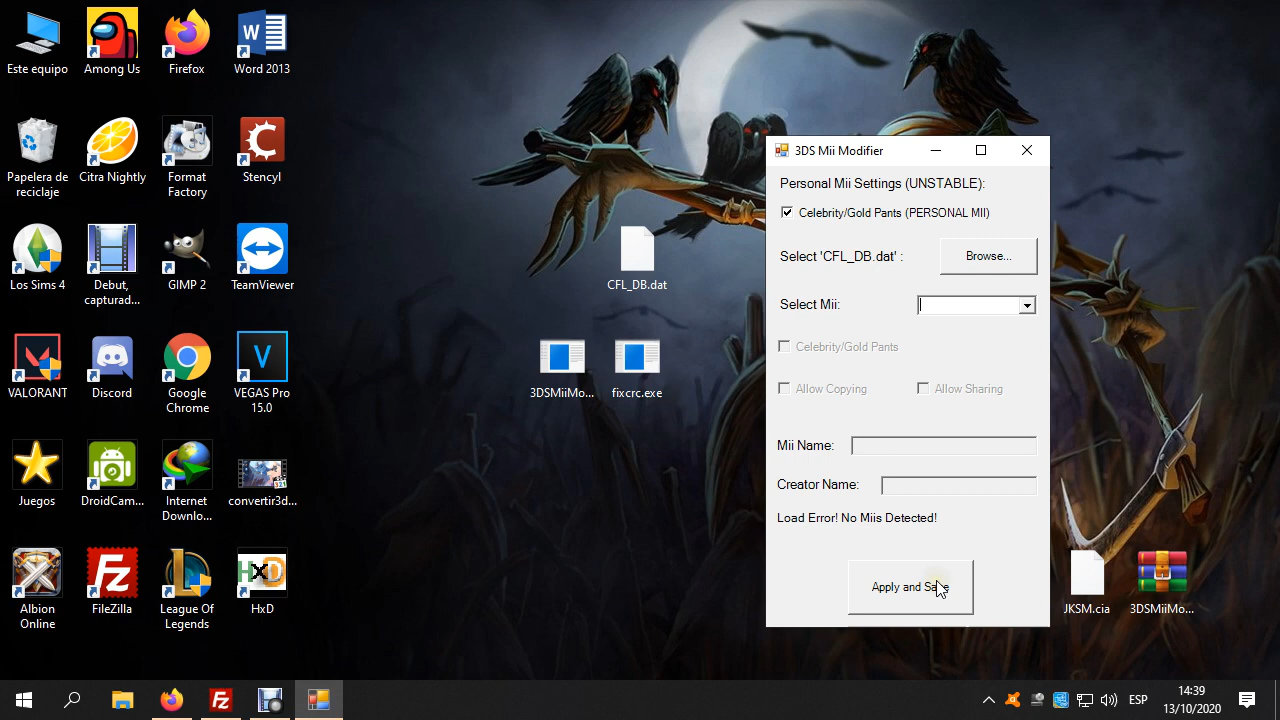 Este equipo
Among Us
Firefox
Word 2013
Papelera de
reciclaje
Citra Nightly
Format
Factory
Stencyl
Los Sims 4
Debut,
capturad...
GIMP 2
TeamViewer
VALORANT
Discord
Google
Chrome
VEGAS Pro
15.0
Juegos
DroidCam...
Internet
Downlo...
convertir3d...
Albion
Online
FileZilla
League Of
Legends
HxD
HxD
CFL_DB.dat
3DSMiiMo...
fixcrc.exe
3DS Mii Modifier
Personal Mii Settings (UNSTABLE):
Celebrity/Gold Pants (PERSONAL MII)
Select 'CFL_DB.dat' :
Browse...
Select Mii:
Celebrity/Gold Pants
Allow Copying
Allow Sharing
Mii Name:
Creator Name:
Load Error! No Miis Detected!
Apply and Save
JKSM.cia
3DSMiiMo...
ESP
14:39
13/10/2020